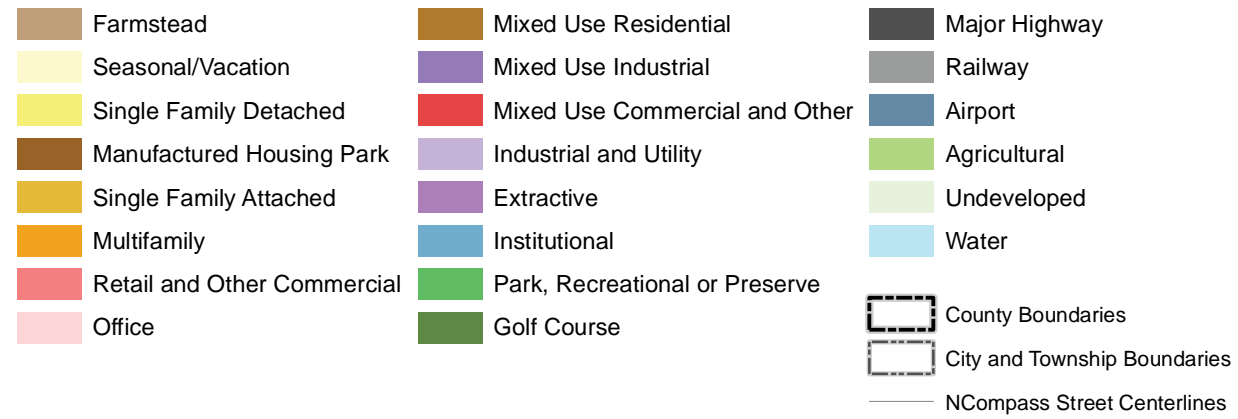 Farmstead
Seasonal/Vacation
Single Family Detached
Manufactured Housing Park
Single Family Attached
Multifamily
Retail and Other Commercial
Office
Mixed Use Residential
Mixed Use Industrial
Mixed Use Commercial and Other
Industrial and Utility
Extractive
Institutional
Park, Recreational or Preserve
Golf Course
Major Highway
Railway
Airport
Agricultural
Undeveloped
Water
County Boundaries
City and Township Boundaries
NCompass Street Centerlines